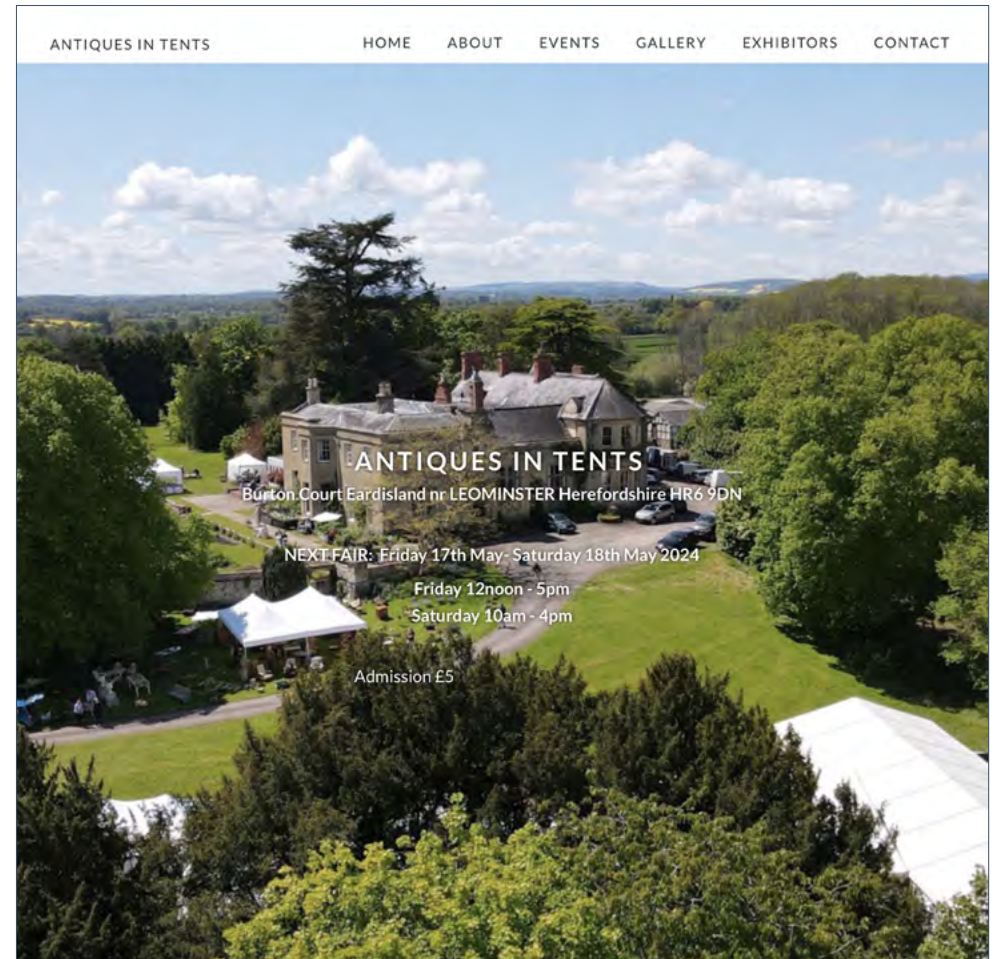 ANTIQUES IN TENTS
HOME ABOUT EVENTS GALLERY EXHIBITORS CONTACT
ANTIQUES IN TENTS
Burton Court Eardisland nr LEOMINSTER Herefordshire HR6 9DN
NEXT FAIR: Friday 17th May- Saturday 18th May 2024
Friday 12noon - 5pm
Saturday 10am - 4pm
Admission £5